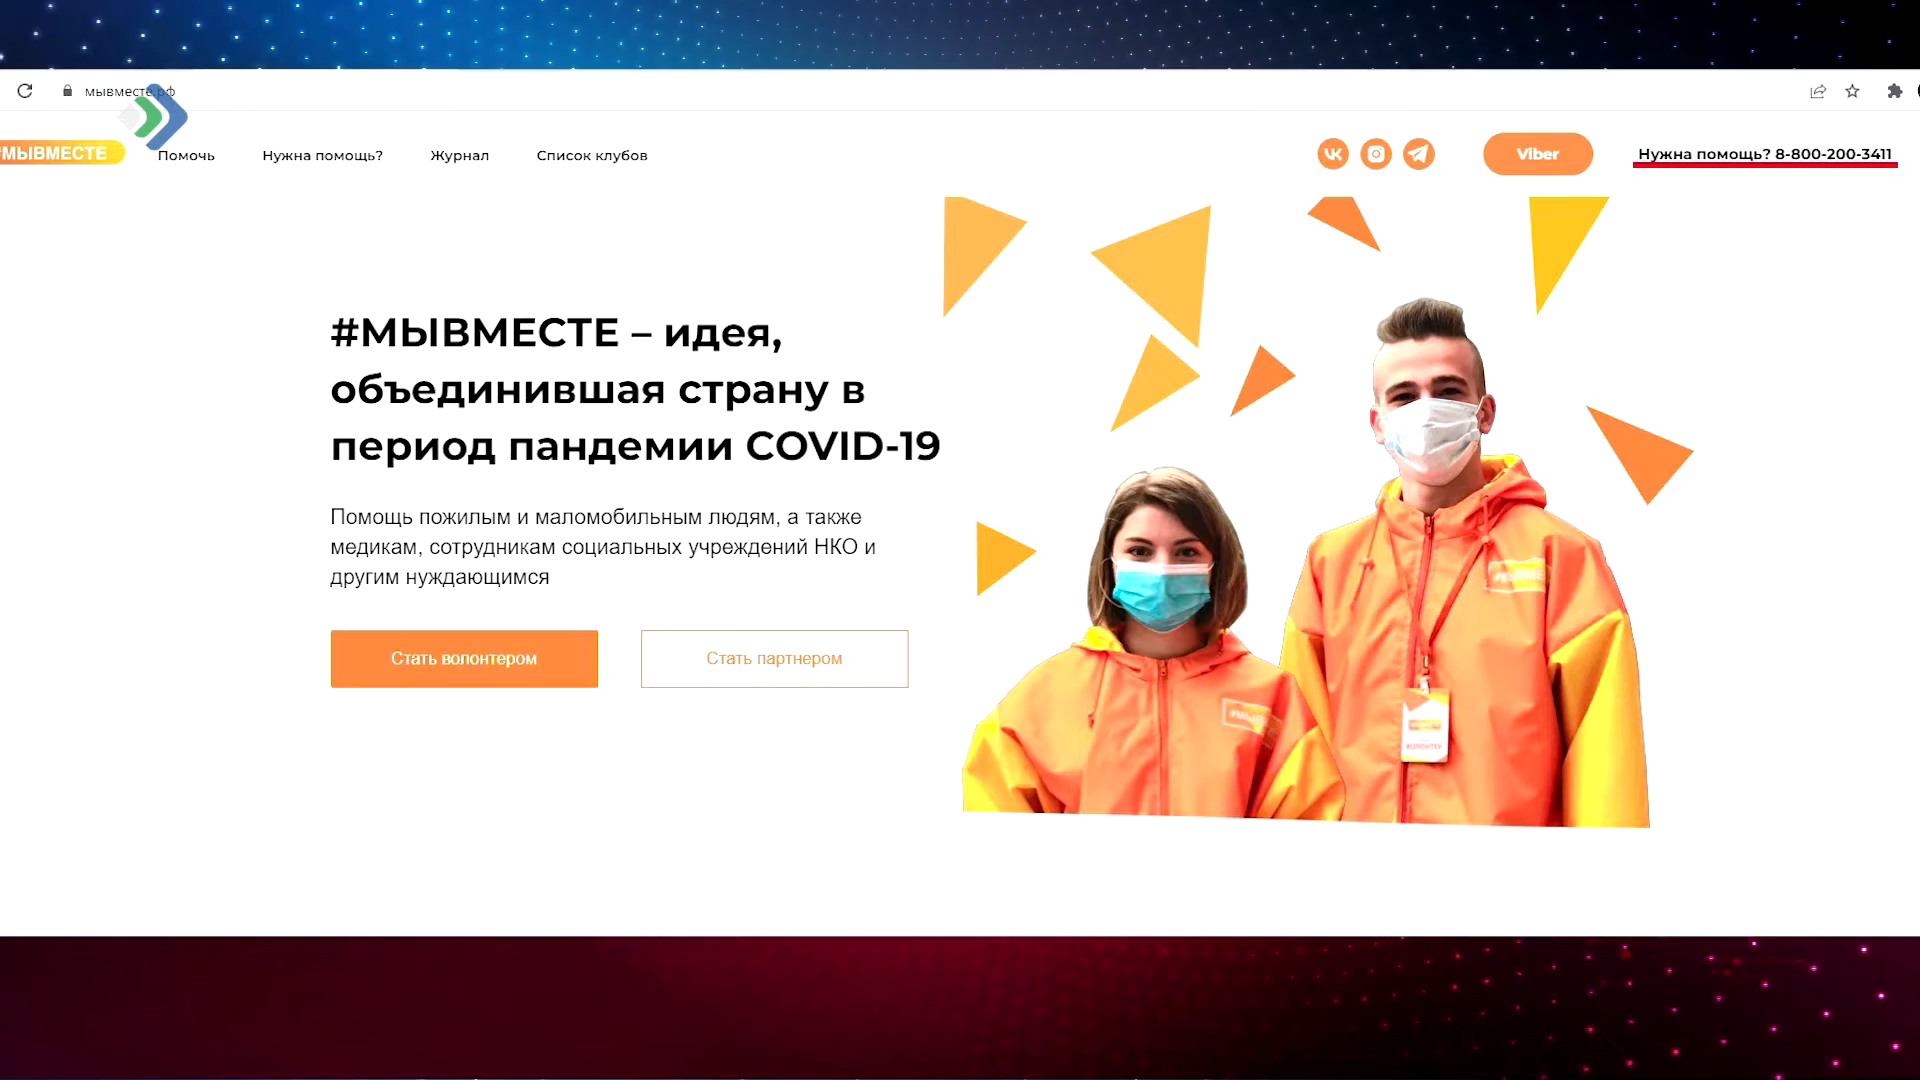 мывместе.рф
#МЫВМЕСТЕ
Помочь
Нужна помощь?
Журнал
Список клубов
Viber
Нужна помощь? 8-800-200-3411
#МЫВМЕСТЕ – идея,
объединившая страну в
период пандемии COVID-19
Помощь пожилым и маломобильным людям, а также
медикам, сотрудникам социальных учреждений НКО и
другим нуждающимся
Стать волонтером
Стать партнером
ВОЛОНТЕР